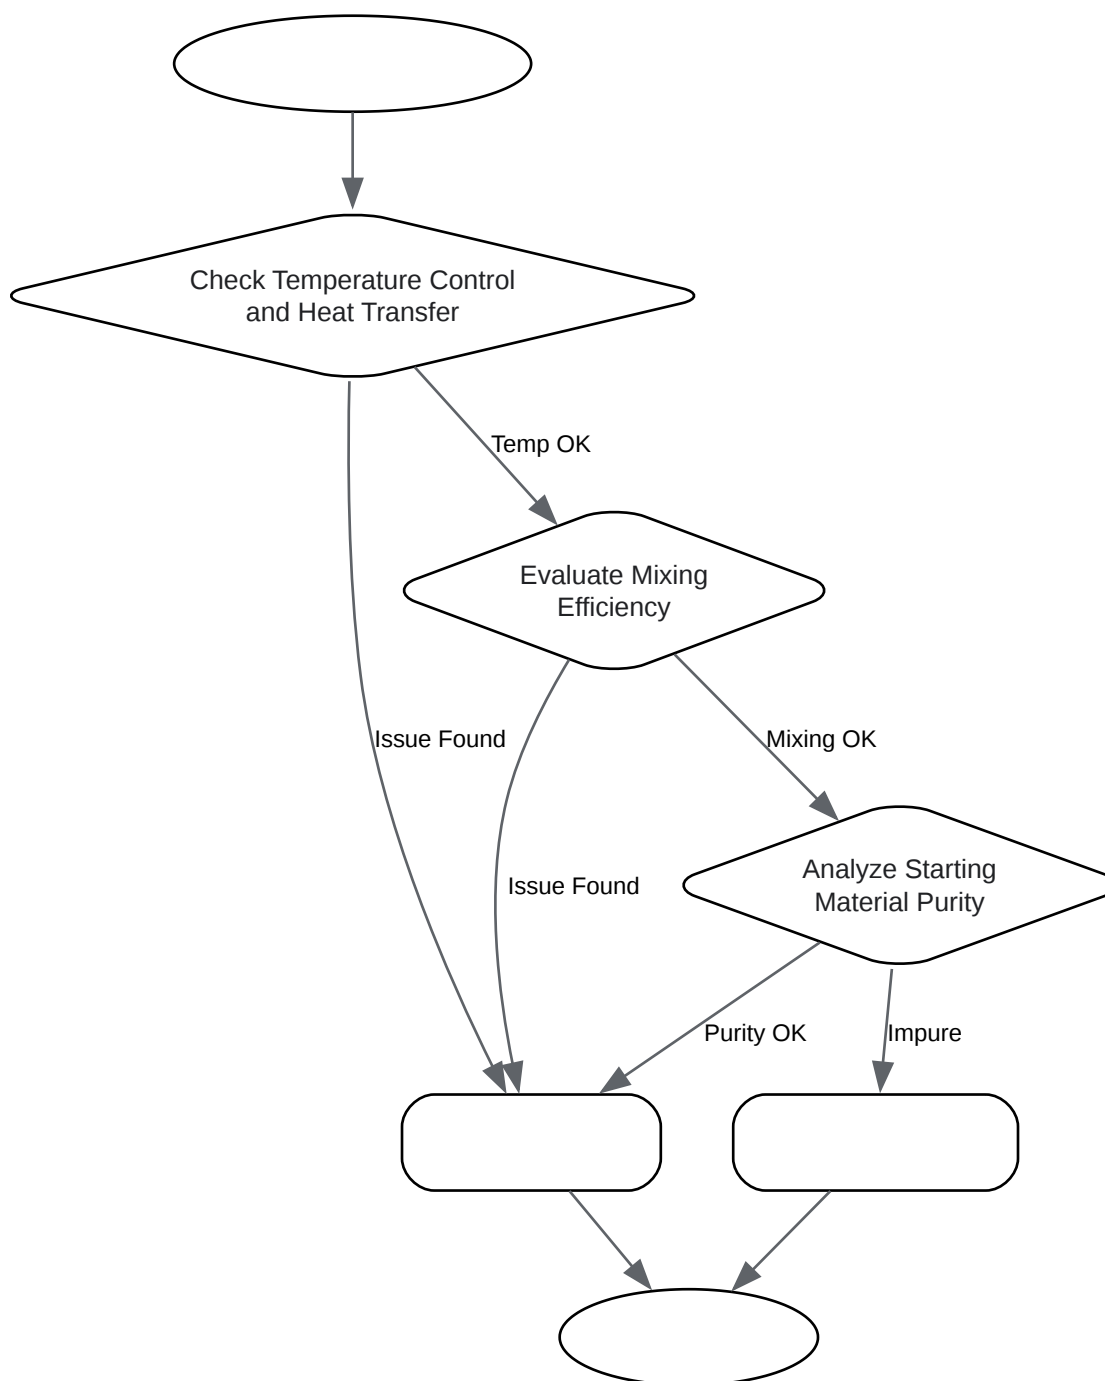 Check Temperature Control
and Heat Transfer
Temp OK
Evaluate Mixing
Efficiency
Issue Found
Mixing OK
Analyze Starting
Material Purity
Issue Found
Purity OK
Impure